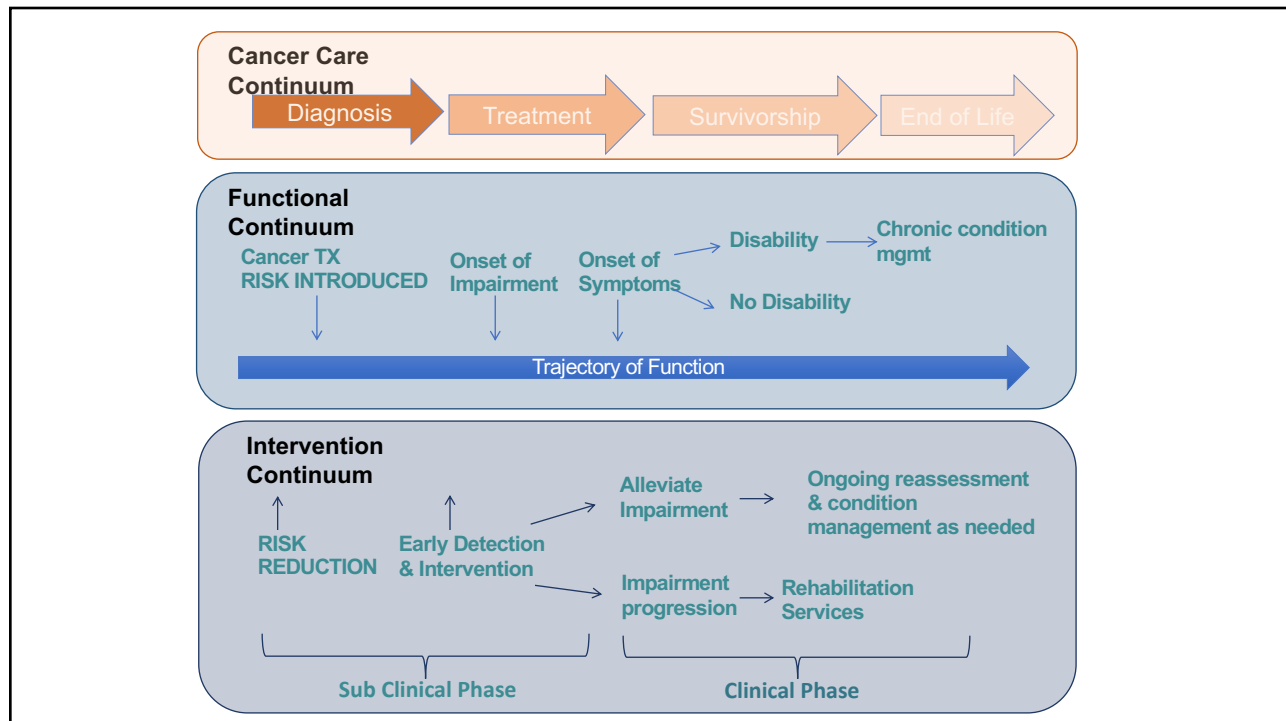 Cancer Care
Continuum
Diagnosis
Treatment
Survivorship
End of Life
Functional
Continuum
Cancer TX
RISK INTRODUCED
Onset of
Impairment
Onset of
Symptoms
Disability
No Disability
Chronic condition
mgmt
Trajectory of Function
Intervention
Continuum
RISK
REDUCTION
Early Detection
& Intervention
Alleviate
Impairment
Ongoing reassessment
& condition
management as needed
Impairment
progression
Rehabilitation
Services
Sub Clinical Phase
Clinical Phase